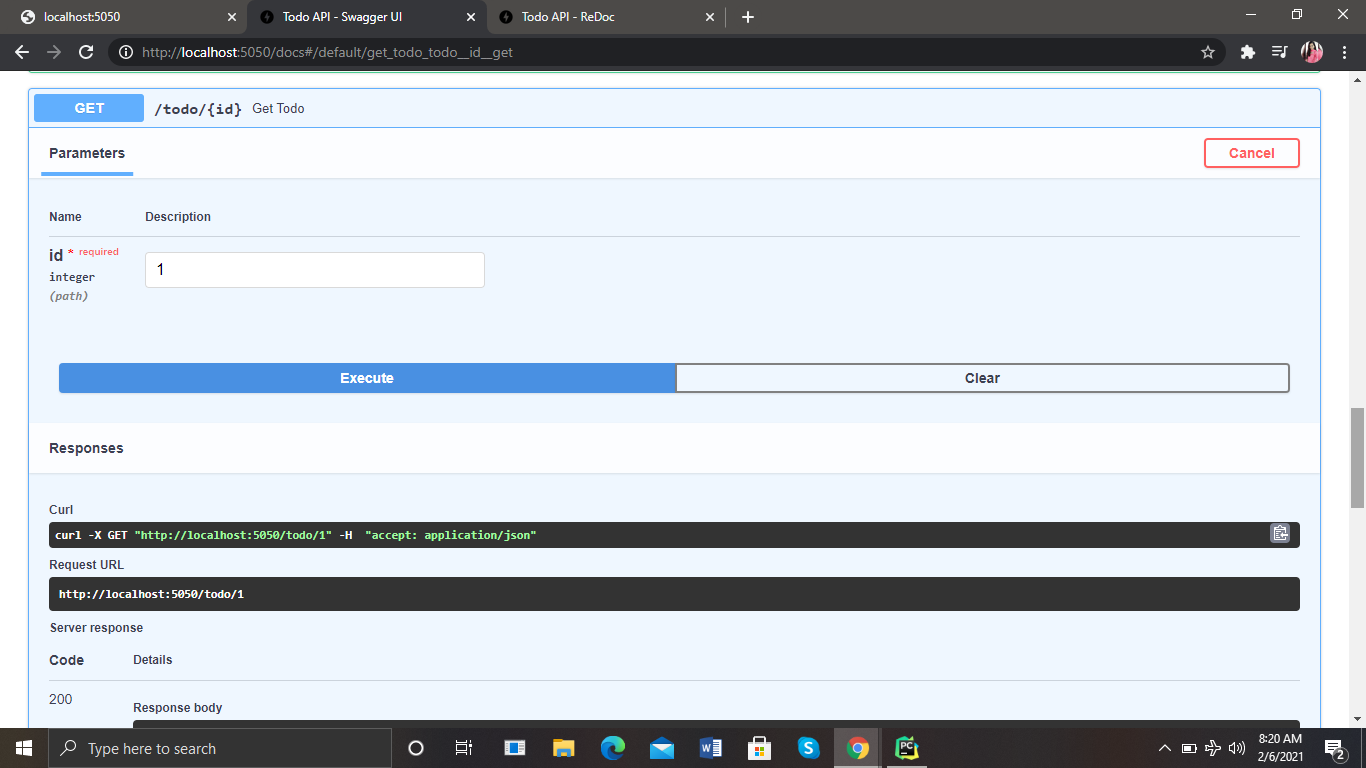 localhost:5050
Todo API - Swagger UI
Todo API - ReDoc
http://localhost:5050/docs#/default/get_todo_todo__id__get
GET /todo/{id} Get Todo
Parameters
Cancel
Name Description
id * required
integer
(path)
1
Execute
Clear
Responses
Curl
curl -X GET "http://localhost:5050/todo/1" -H  "accept: application/json"
Request URL
http://localhost:5050/todo/1
Server response
Code Details
200
Response body
Type here to search
W
S
PC
8:20 AM
2/6/2021
2